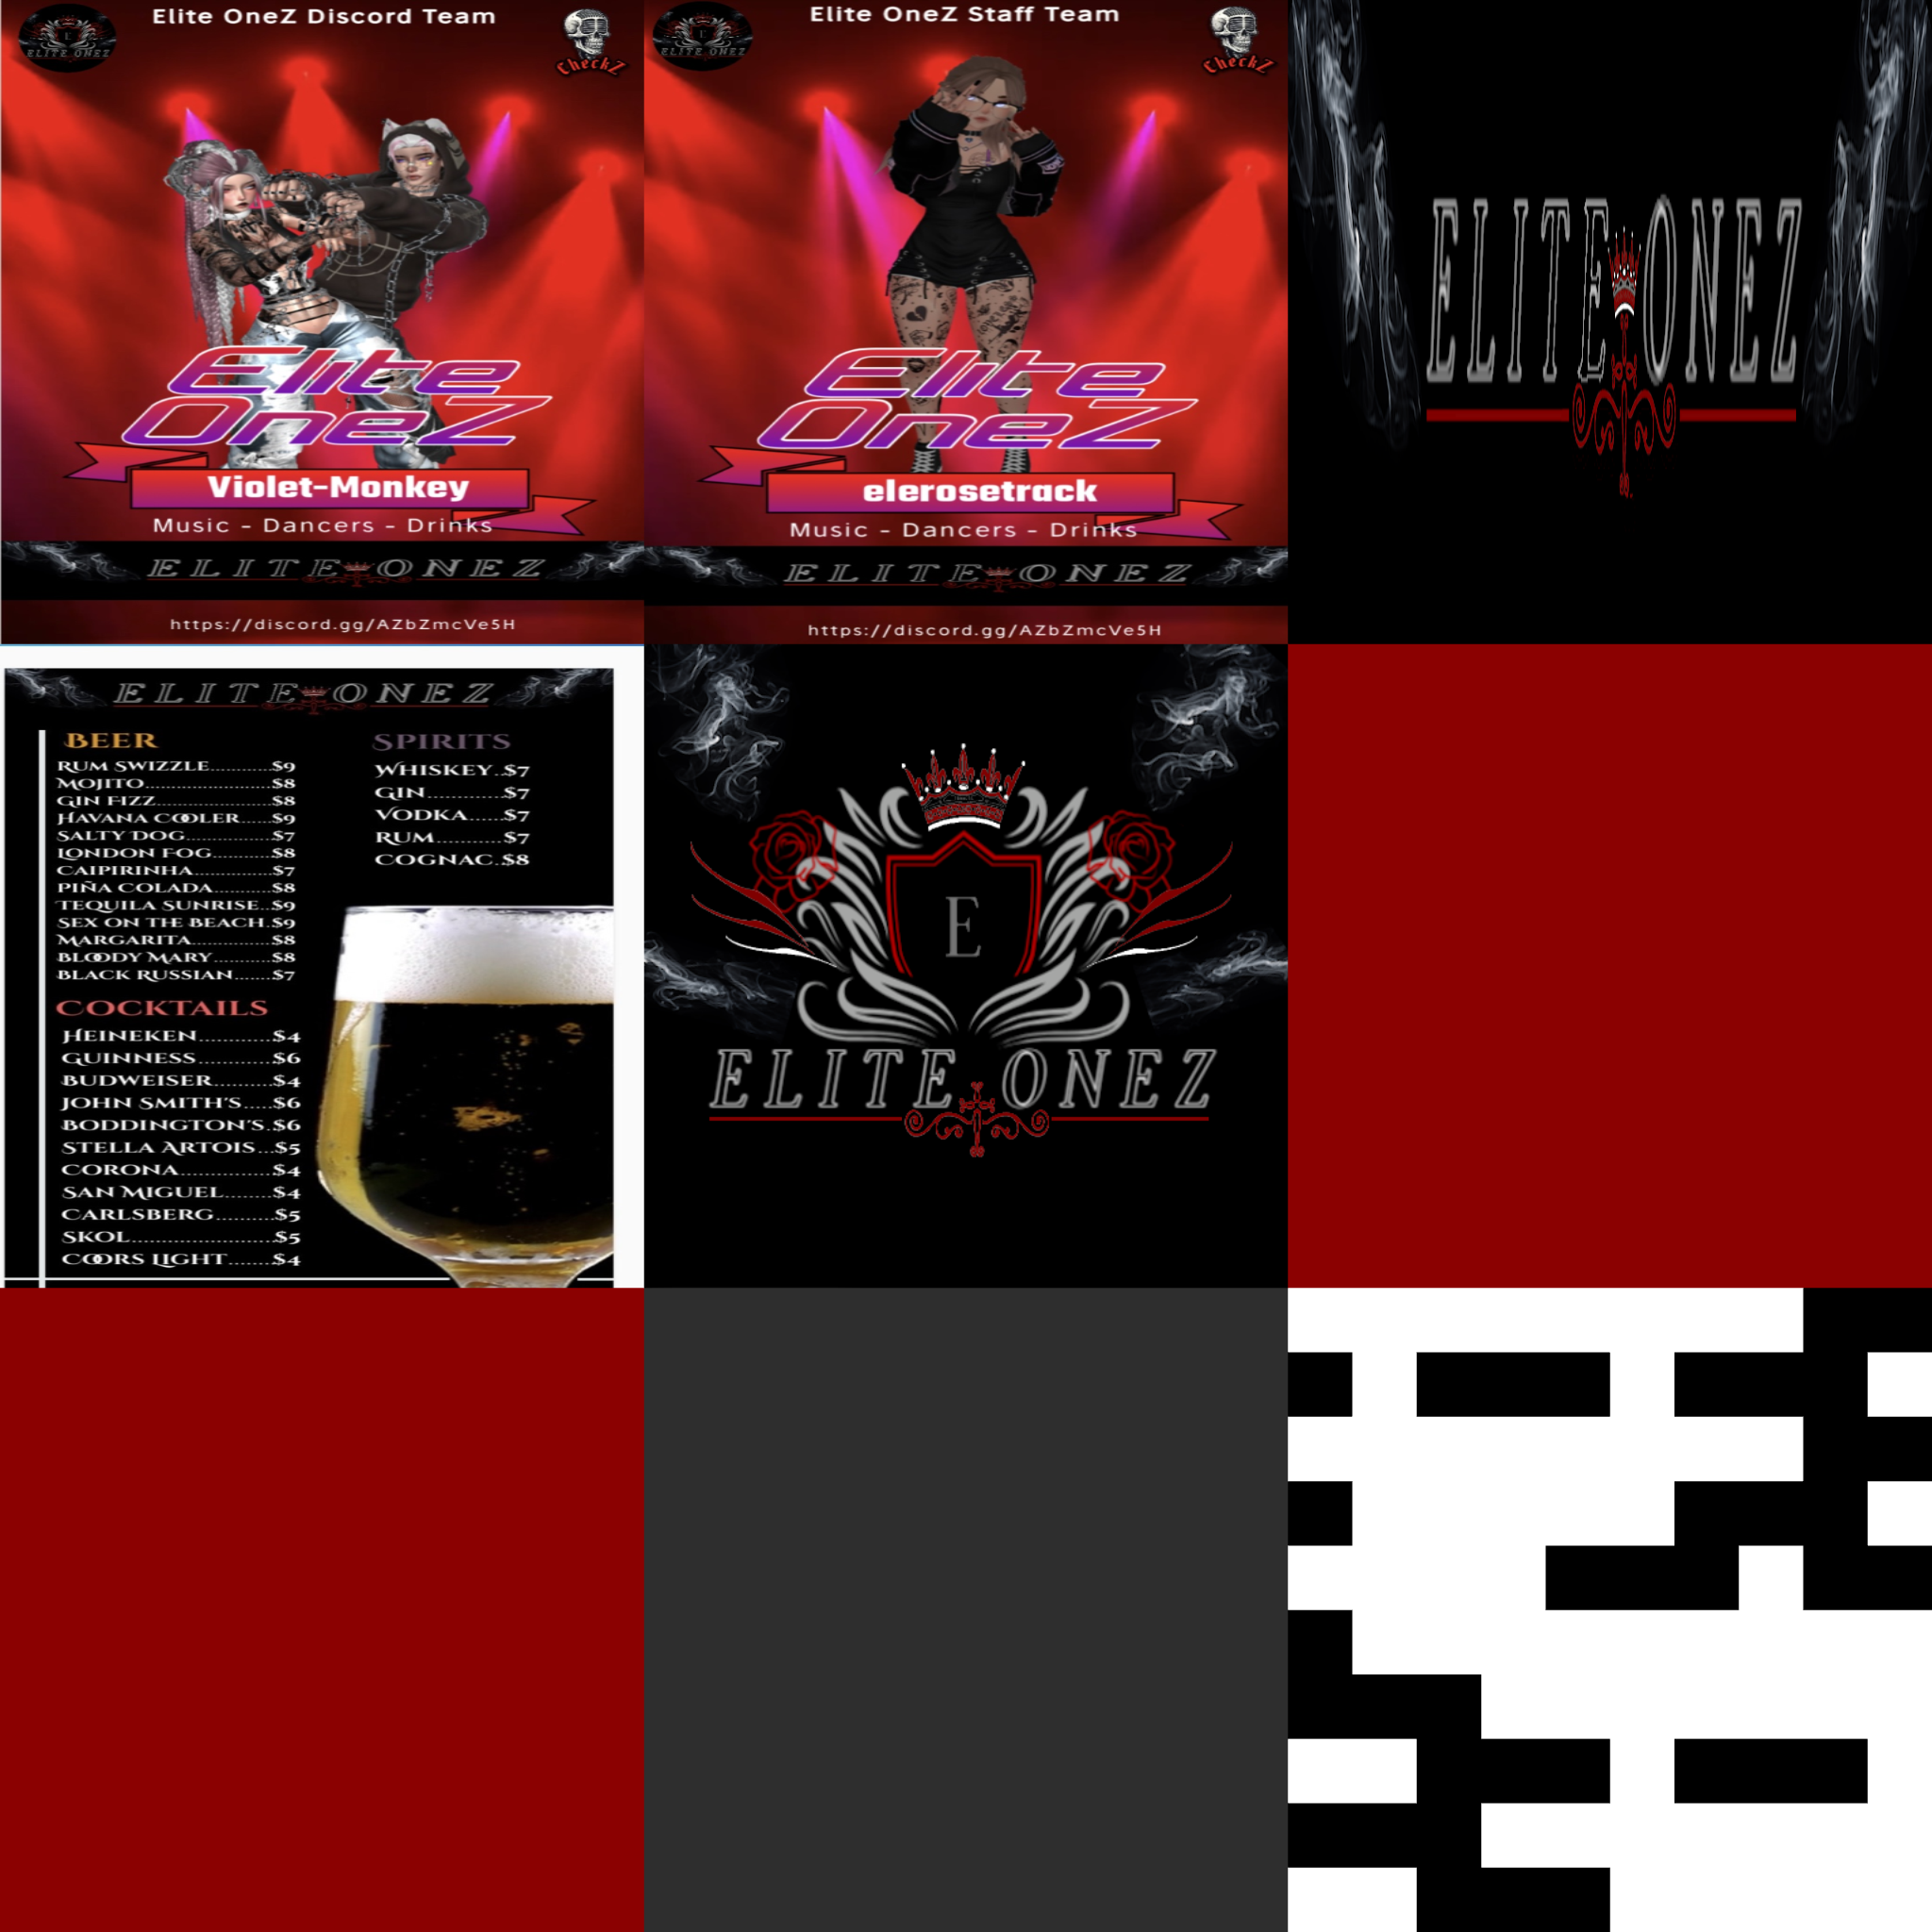 Elite OneZ Discord Team
E
ELITE ONEZ
CheckZ
Elite
OneZ
Violet-Monkey
Music - Dancers - Drinks
ELITE ONEZ
https://discord.gg/AZbZmcVe5H
Elite OneZ Staff Team
E
ELITE ONEZ
CheckZ
Elite
OneZ
elerosetrack
Music - Dancers - Drinks
ELITE ONEZ
https://discord.gg/AZbZmcVe5H
ELITE ONEZ
ELITE ONEZ
BEER
RUM SWIZZLE...........$9
MOJITO......................$8
GIN FIZZ....................$8
HAVANA COOLER.....$9
SALTY DOG...............$7
LONDON FOG...........$8
CAIPIRINHA..............$7
PIÑA COLADA...........$8
TEQUILA SUNRISE..$9
SEX ON THE BEACH.$9
MARGARITA.............$8
BLOODY MARY..........$8
BLACK RUSSIAN......$7
SPIRITS
WHISKEY..$7
GIN...........$7
VODKA.....$7
RUM..........$7
COGNAC.$8
COCKTAILS
HEINEKEN...........$4
GUINNESS...........$6
BUDWEISER........$4
JOHN SMITH'S....$6
BODDINGTON'S.$6
STELLA ARTOIS...$5
CORONA.............$4
SAN MIGUEL.......$4
CARLSBERG.........$5
SKOL.....................$5
COORS LIGHT......$4
E
ELITE ONEZ